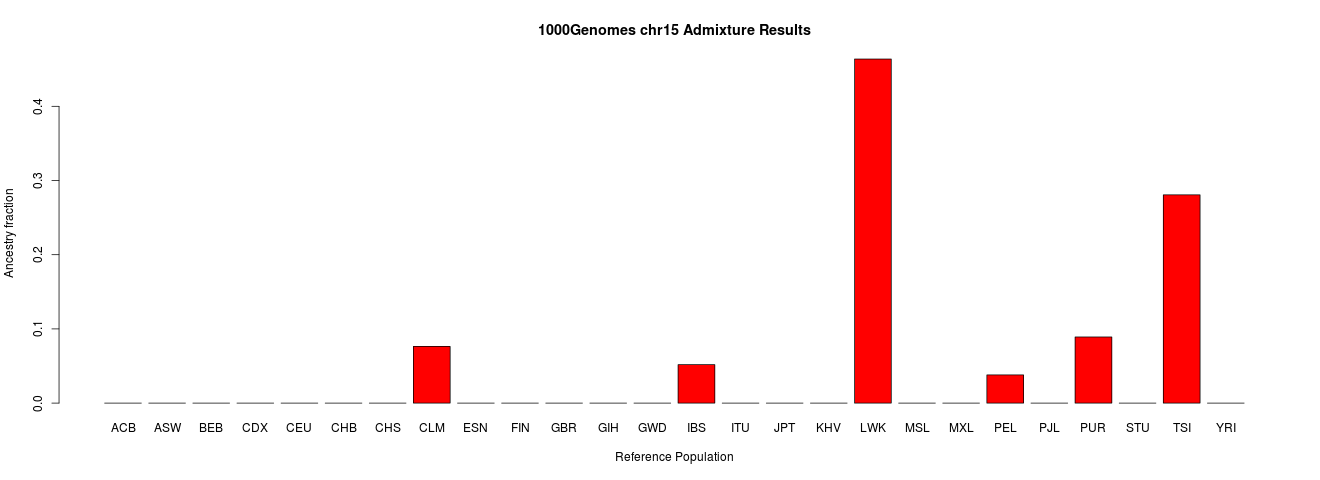 1000Genomes chr15 Admixture Results
Ancestry fraction
0.4
0.3
0.2
0.1
0.0
ACB ASW BEB CDX CEU CHB CHS CLM ESN FIN GBR GIH GWD IBS ITU JPT KHV LWK MSL MXL PEL PJL PUR STU TSI YRI
Reference Population